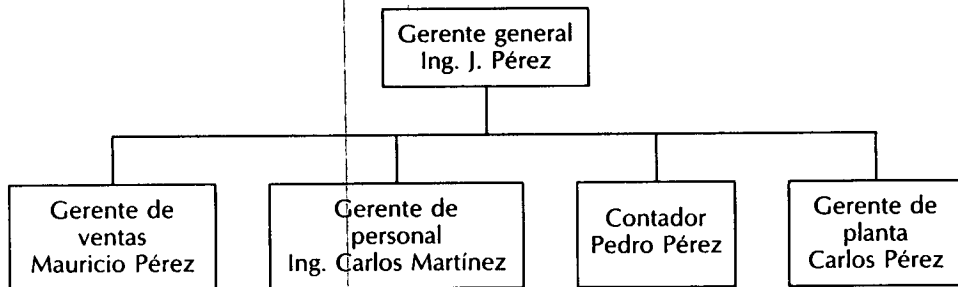 Gerente general
Ing. J. Pérez
Gerente de
ventas
Mauricio Pérez
Gerente de
personal
Ing. Carlos Martínez
Contador
Pedro Pérez
Gerente de
planta
Carlos Pérez